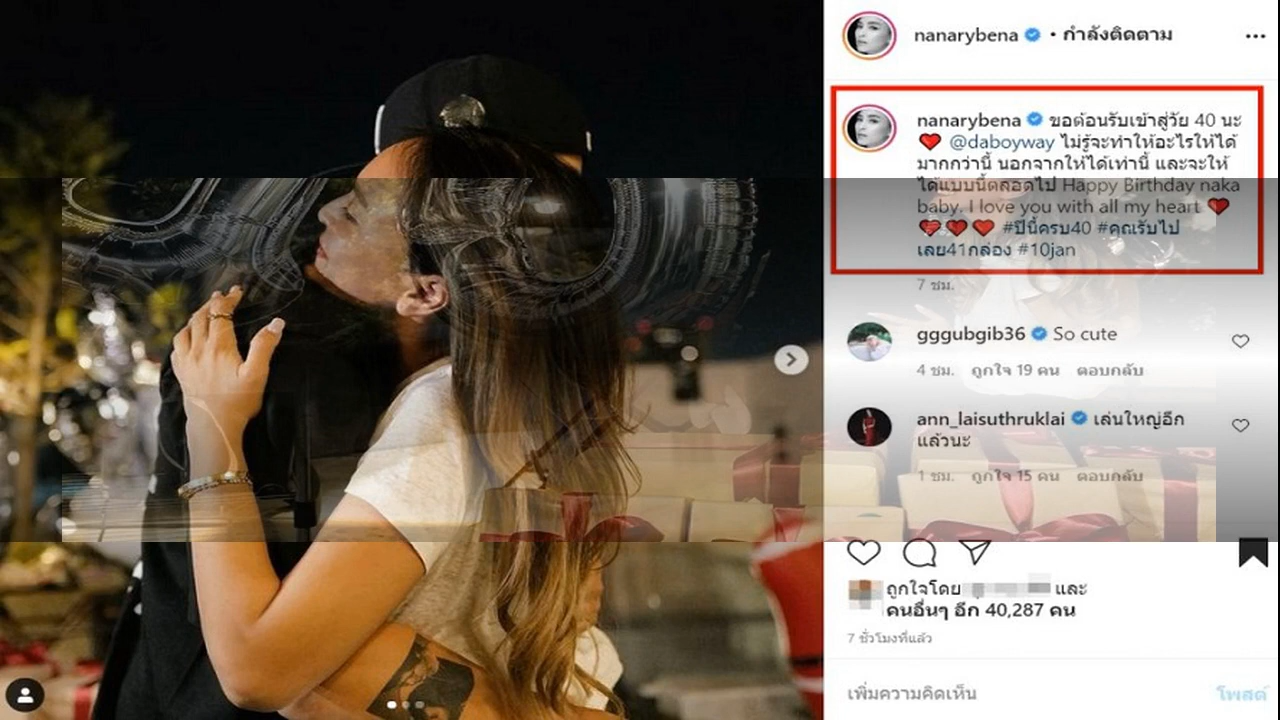 nanarybena • กำลังติดตาม
nanarybena ขอต้อนรับเข้าสู่วัย 40 นะ
❤️ @daboyway ไม่รู้จะทำให้อะไรให้ได้
มากกว่านี้ นอกจากให้ได้เท่านี้ และจะให้
ได้แบบนี้ตลอดไป Happy Birthday naka
baby. I love you with all my heart ❤️
❤️❤️❤️ #ปีนี้ครบ40 #คุณรับไป
เลย41กล่อง #10jan
7 ชม.
gggubgib36 So cute
4 ชม. ถูกใจ 19 คน ตอบกลับ
ann_laisuthruklai เล่นใหญ่อีก
แล้วนะ
1 ชม. ถูกใจ 15 คน ตอบกลับ
ถูกใจโดย และ
คนอื่นๆ อีก 40,287 คน
7 ชั่วโมงที่แล้ว
เพิ่มความคิดเห็น
โพสต์